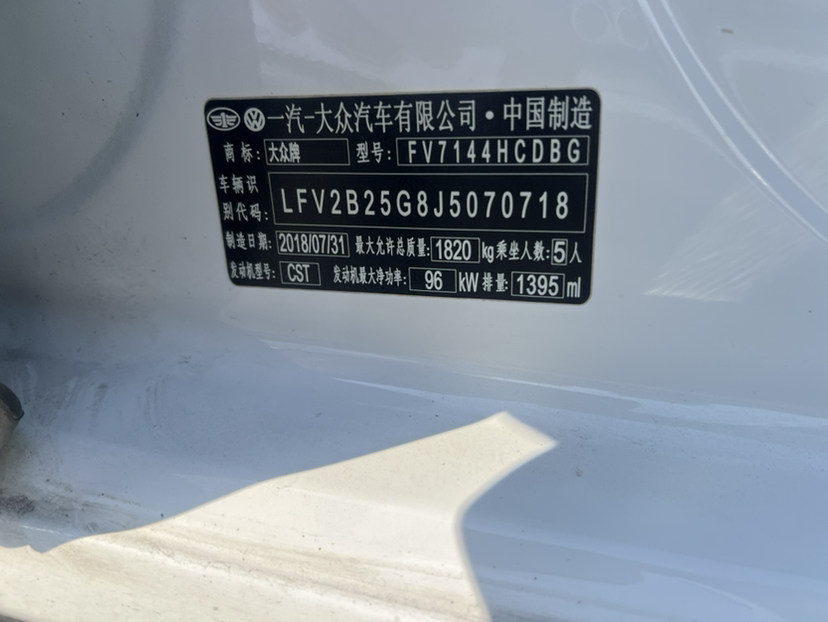 一汽-大众汽车有限公司·中国制造
商标: 大众牌 型号: FV7144HCDBG
车辆识
别代码: LFV2B25G8J5070718
制造日期: 2018/07/31 最大允许总质量: 1820 kg 乘坐人数: 5 人
发动机型号: CST 发动机最大净功率: 96 kW 排量: 1395 ml